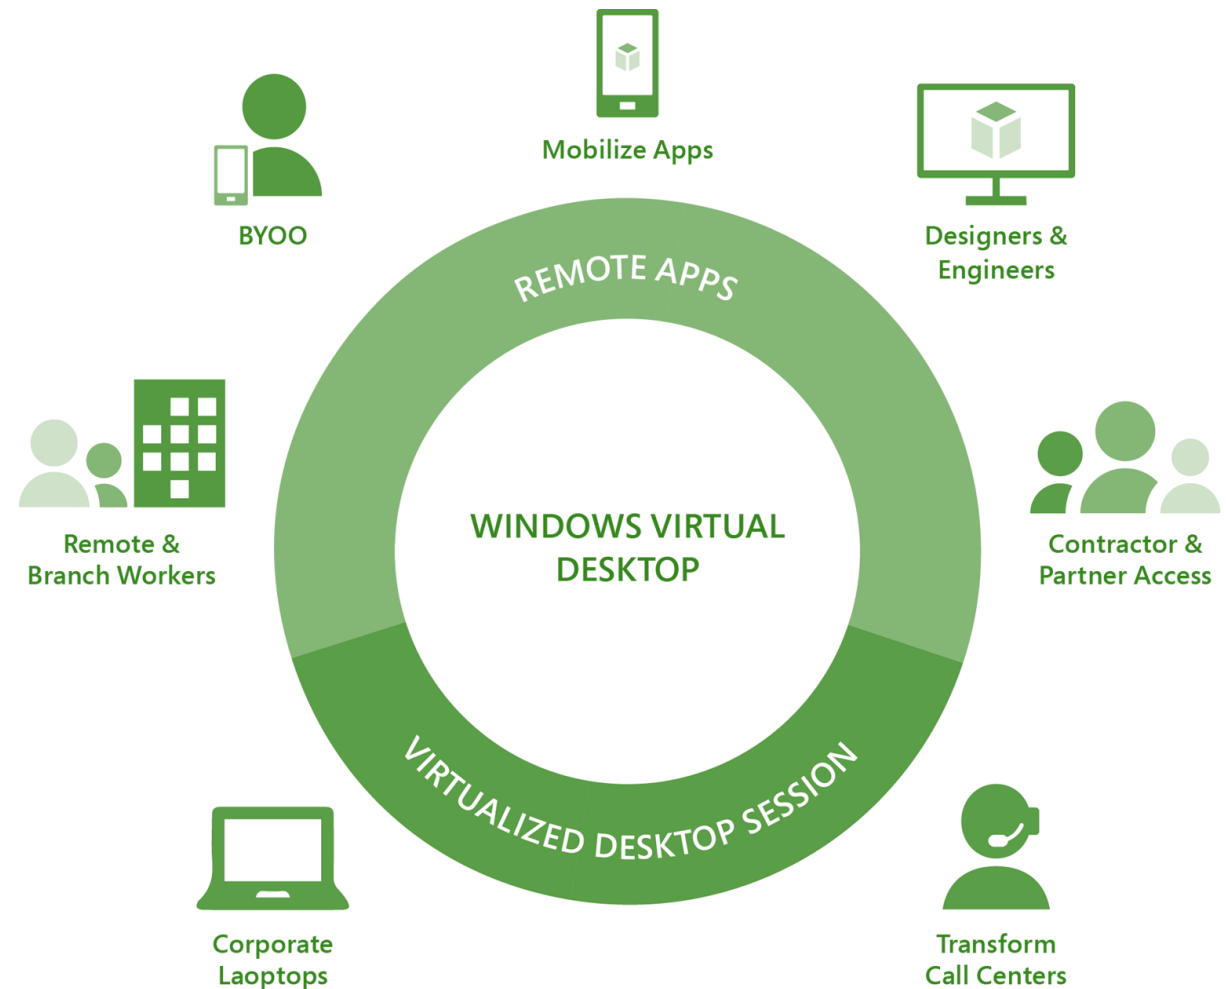 Mobilize Apps
BYOO
Designers &
Engineers
REMOTE APPS
Remote &
Branch Workers
WINDOWS VIRTUAL
DESKTOP
Contractor &
Partner Access
VIRTUALIZED DESKTOP SESSION
Corporate
Laoptops
Transform
Call Centers